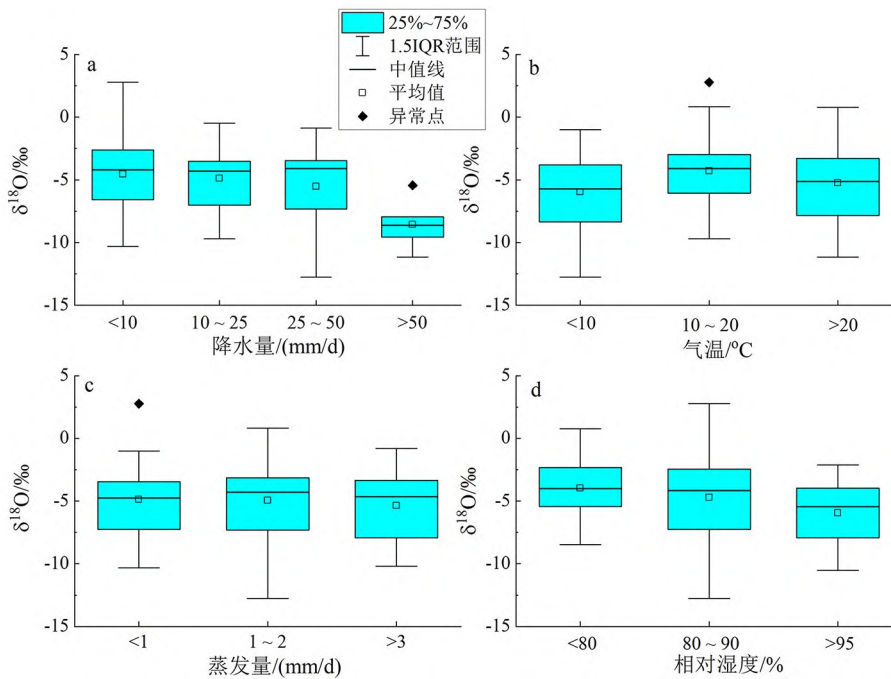 25%~75%
1.5IQR范围
中值线
平均值
异常点
a
5
0
-5
-10
-15
δ¹⁸O/‰
<10
10 ~ 25
25 ~ 50
>50
降水量/(mm/d)
b
5
0
-5
-10
-15
δ¹⁸O/‰
<10
10 ~ 20
>20
气温/°C
c
5
0
-5
-10
-15
δ¹⁸O/‰
<1
1 ~ 2
>3
蒸发量/(mm/d)
d
5
0
-5
-10
-15
δ¹⁸O/‰
<80
80 ~ 90
>95
相对湿度/%